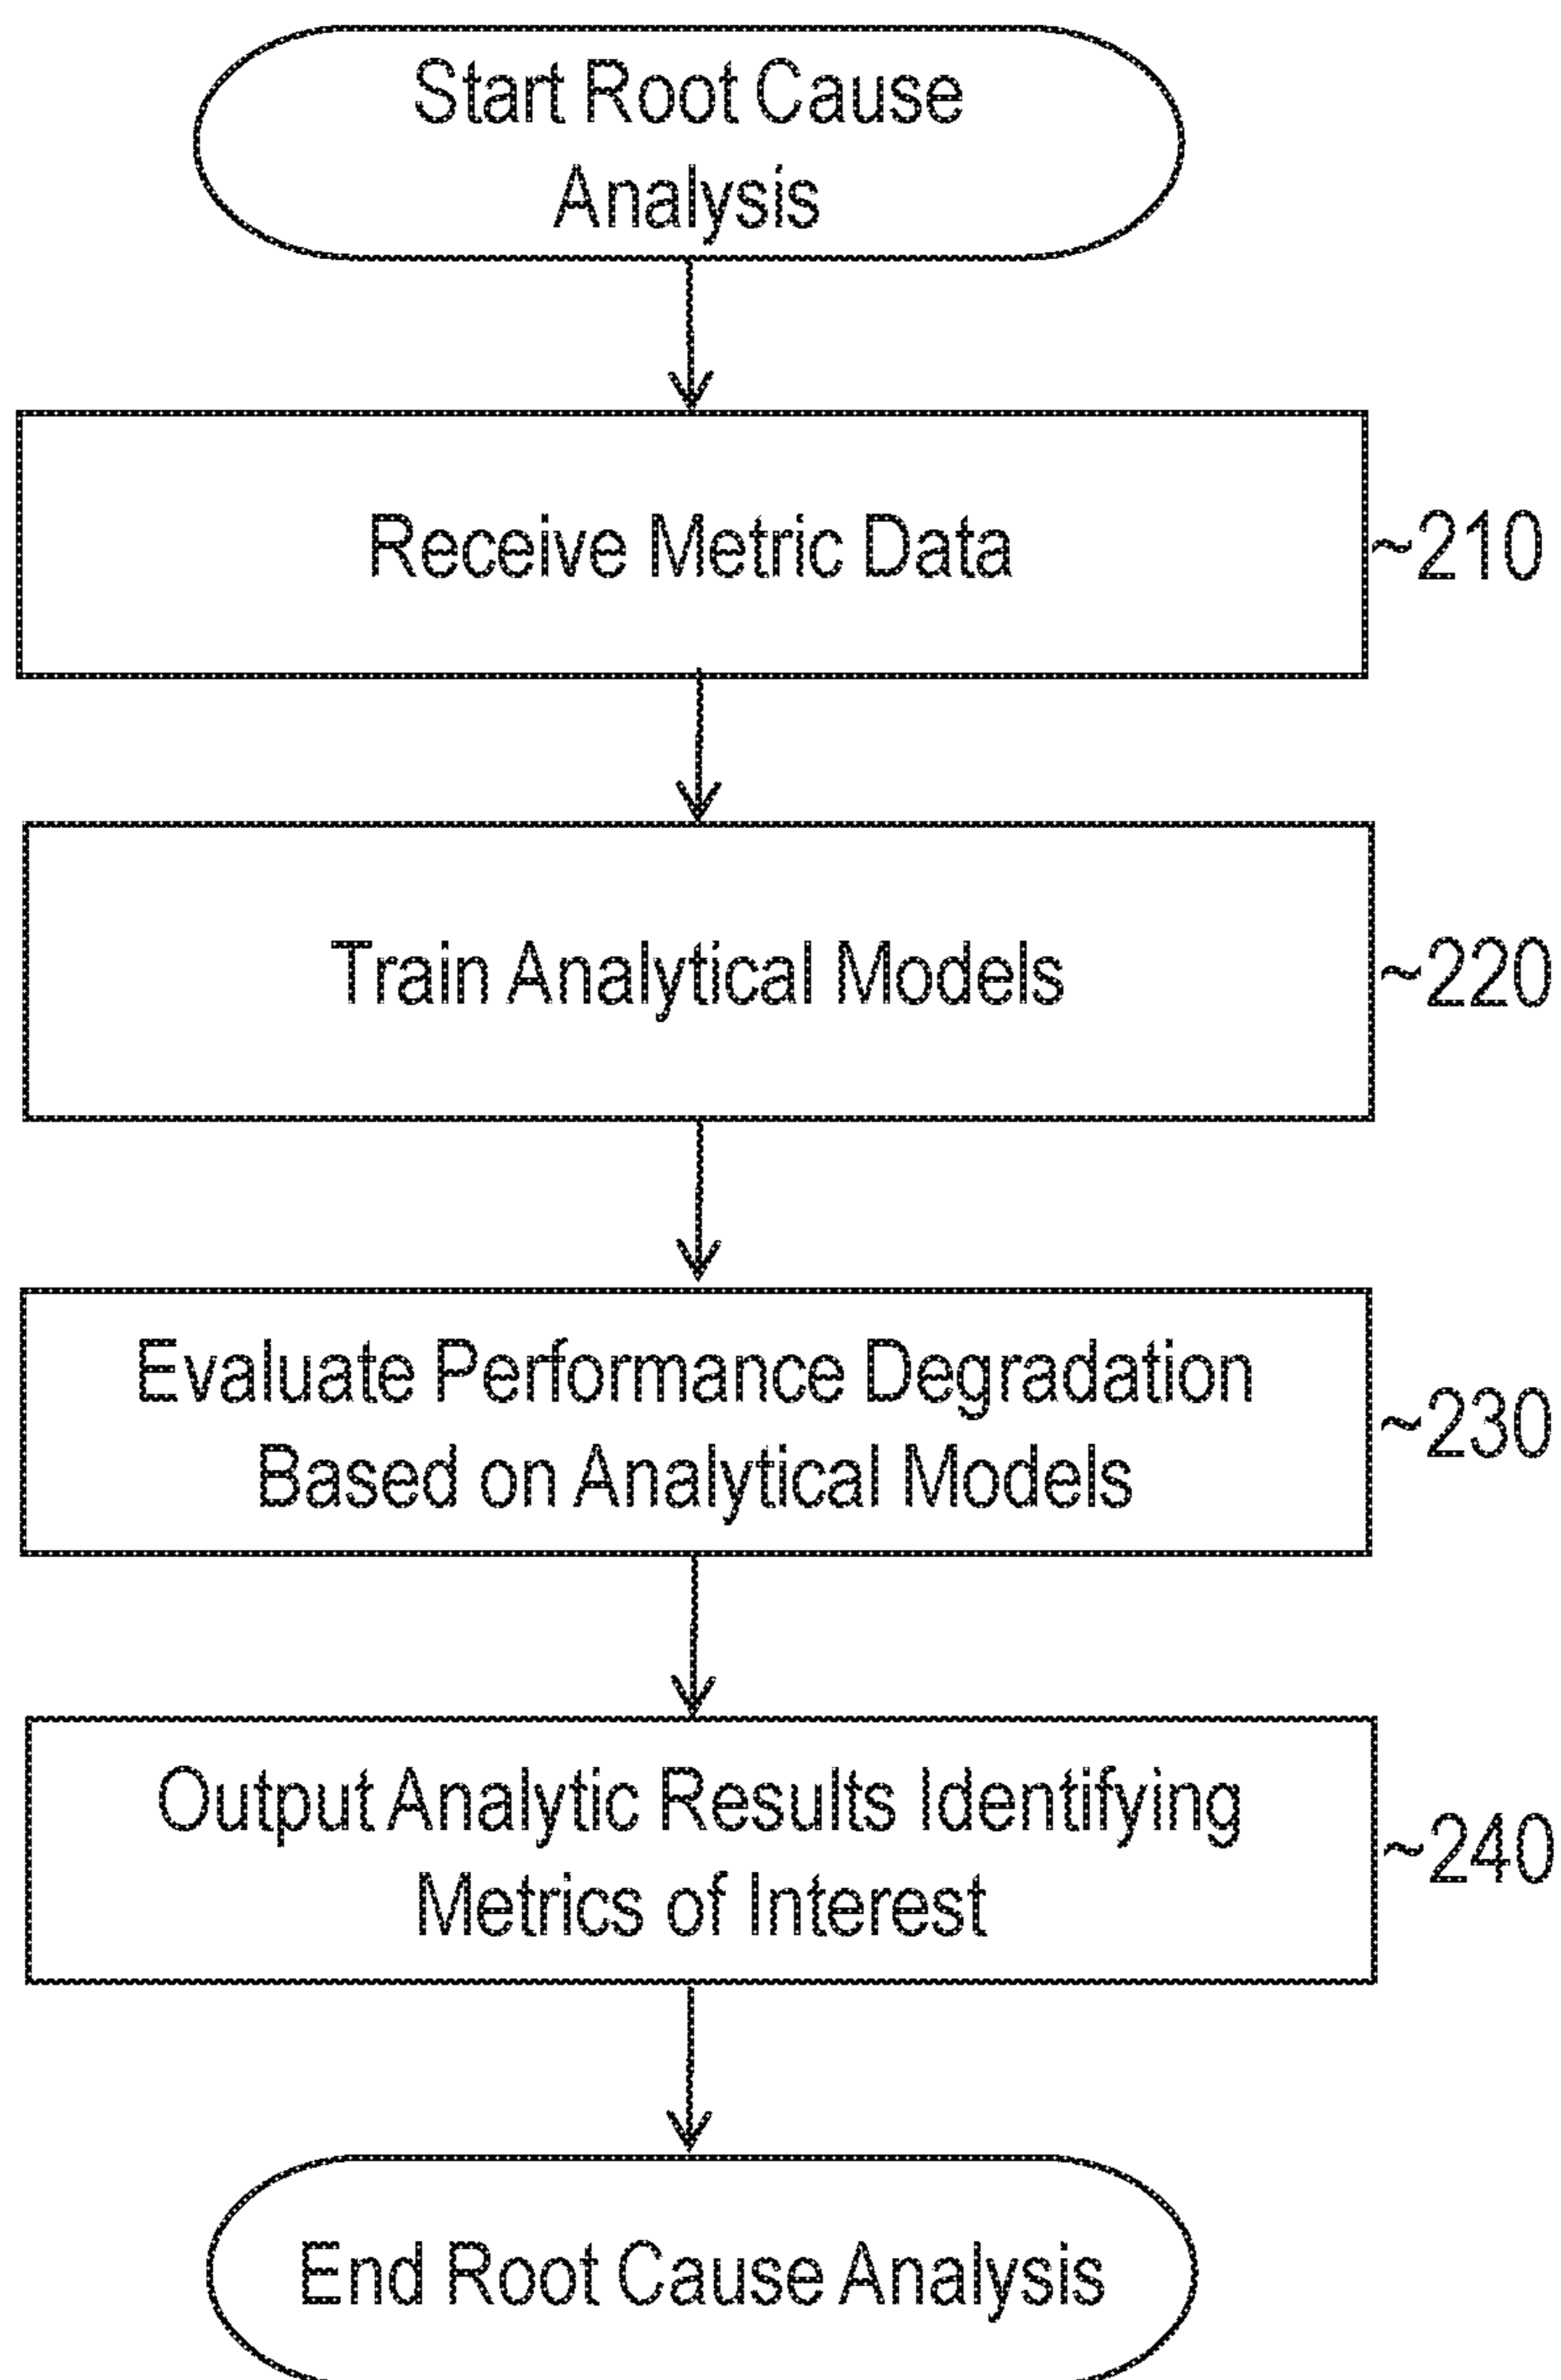 Start Root Cause
Analysis
Receive Metric Data
~210
Train Analytical Models
~220
Evaluate Performance Degradation
Based on Analytical Models
~230
Output Analytic Results Identifying
Metrics of Interest
~240
End Root Cause Analysis